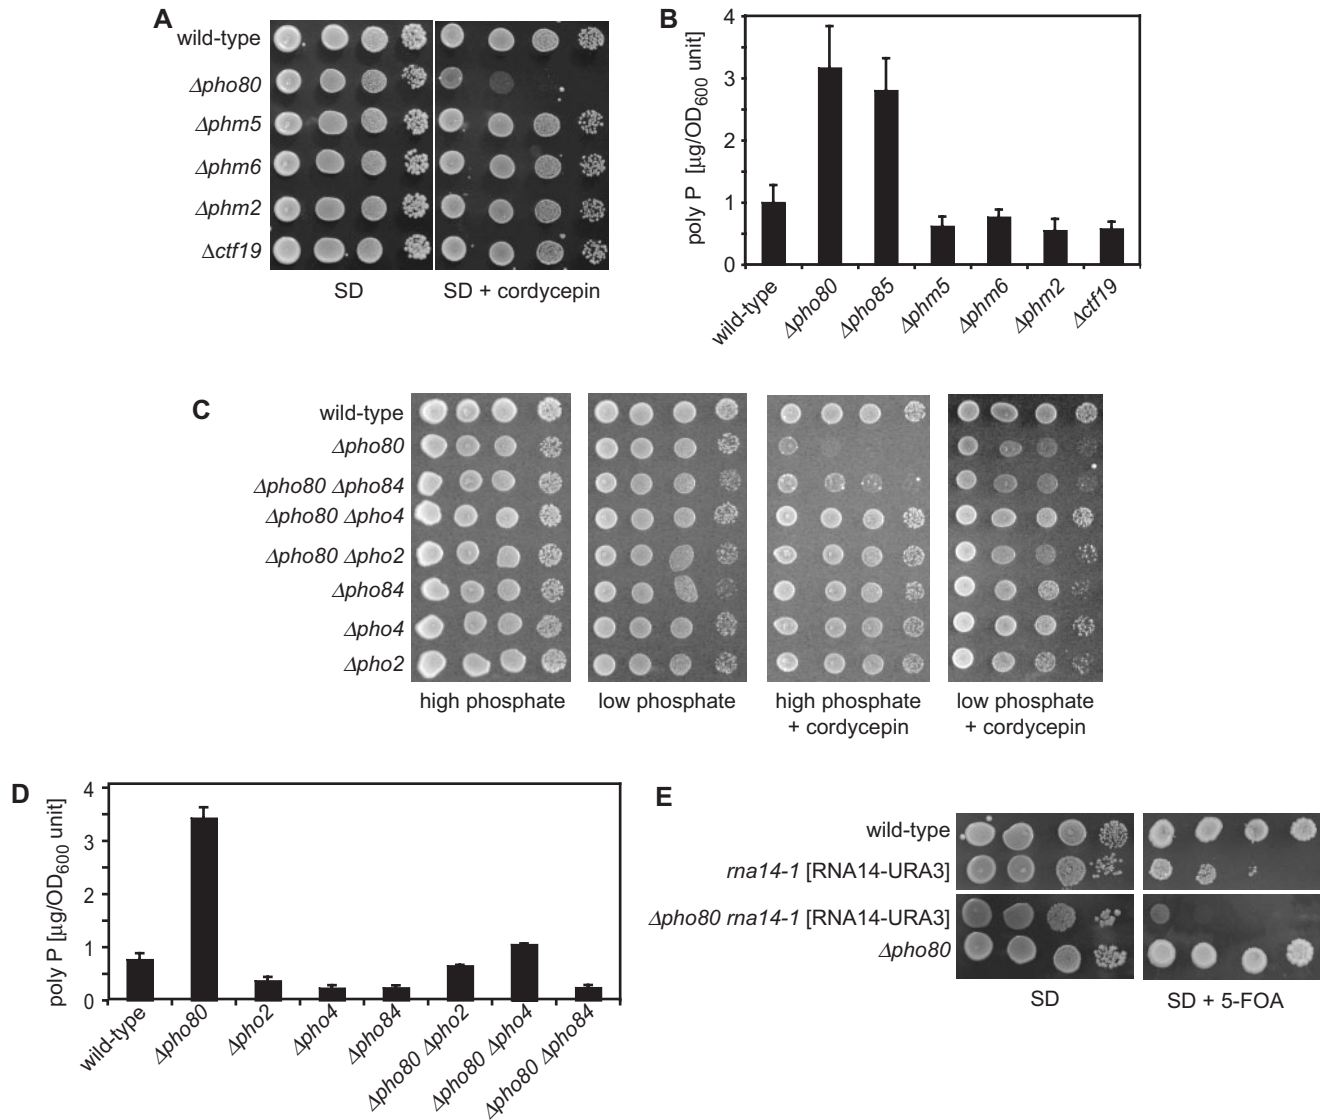 A
wild-type
Δpho80
Δphm5
Δphm6
Δphm2
Δctf19
SD
SD + cordycepin
B
poly P [µg/OD600 unit]
4
3
2
1
0
wild-type
Δpho80
Δpho85
Δphm5
Δphm6
Δphm2
Δctf19
C
wild-type
Δpho80
Δpho80 Δpho84
Δpho80 Δpho4
Δpho80 Δpho2
Δpho84
Δpho4
Δpho2
high phosphate
low phosphate
high phosphate
+ cordycepin
low phosphate
+ cordycepin
D
poly P [µg/OD600 unit]
4
3
2
1
0
wild-type
Δpho80
Δpho2
Δpho4
Δpho84
Δpho80 Δpho2
Δpho80 Δpho4
Δpho80 Δpho84
E
wild-type
rna14-1 [RNA14-URA3]
Δpho80 rna14-1 [RNA14-URA3]
Δpho80
SD
SD + 5-FOA